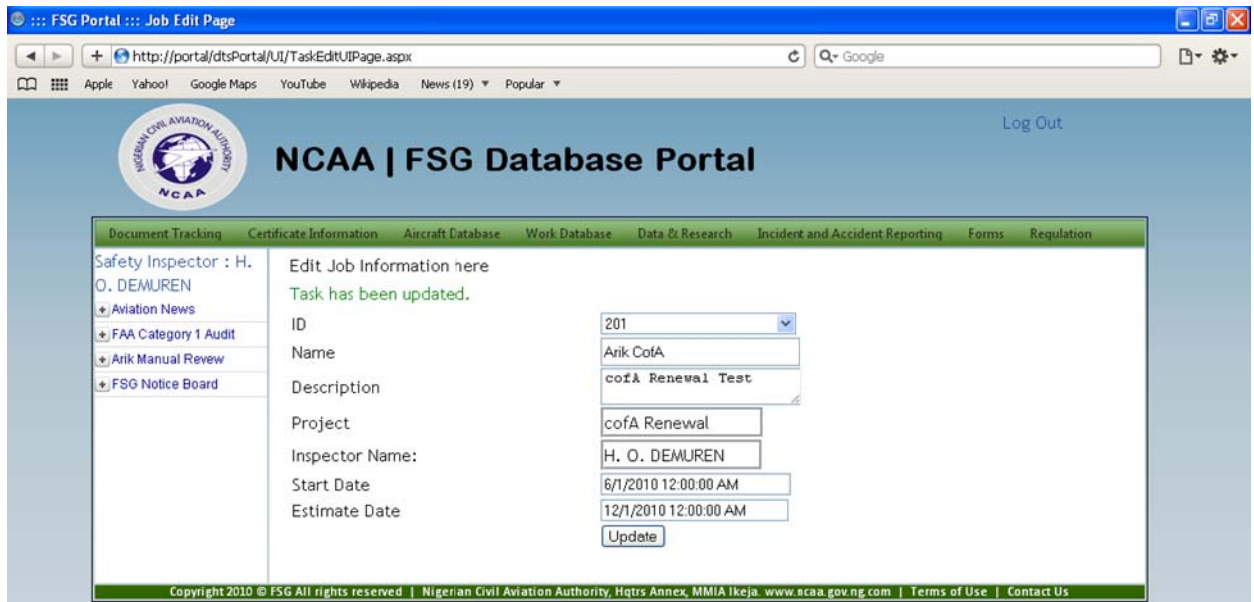 ::: FSG Portal ::: Job Edit Page
http://portal/dtsPortal/UI/TaskEditUIPage.aspx
Google
Apple Yahoo! Google Maps YouTube Wikipedia News (19) Popular
Log Out
NIGERIAN CIVIL AVIATION AUTHORITY
NCAA
NCAA | FSG Database Portal
Document Tracking Certificate Information Aircraft Database Work Database Data & Research Incident and Accident Reporting Forms Regulation
Safety Inspector : H.
O. DEMUREN
Aviation News
FAA Category 1 Audit
Arik Manual Revew
FSG Notice Board
Edit Job Information here
Task has been updated.
ID 201
Name Arik CofA
Description cofA Renewal Test
Project cofA Renewal
Inspector Name: H. O. DEMUREN
Start Date 6/1/2010 12:00:00 AM
Estimate Date 12/1/2010 12:00:00 AM
Update
Copyright 2010 © FSG All rights reserved | Nigerian Civil Aviation Authority, Hqtrs Annex, MMIA Ikeja. www.ncaa.gov.ng.com | Terms of Use | Contact Us